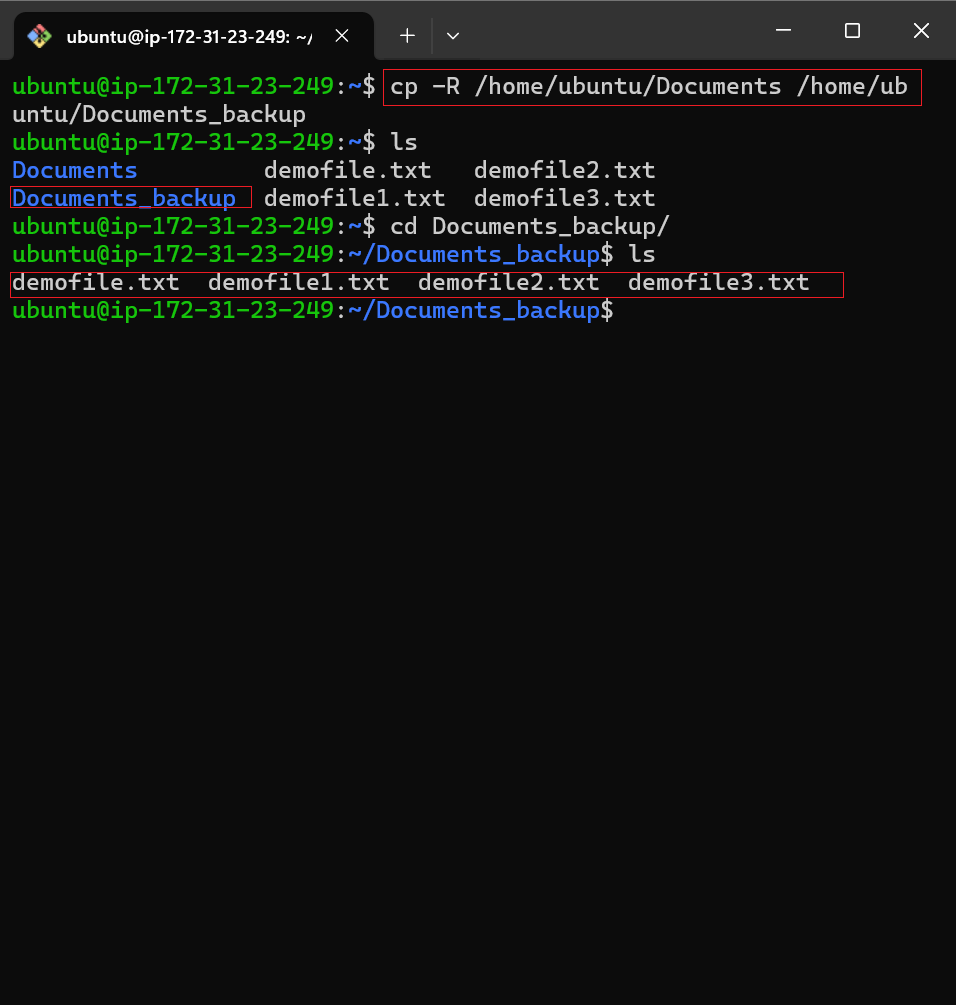 ubuntu@ip-172-31-23-249: ~/
ubuntu@ip-172-31-23-249:~$ cp -R /home/ubuntu/Documents /home/ub
untu/Documents_backup
ubuntu@ip-172-31-23-249:~$ ls
Documents         demofile.txt   demofile2.txt
Documents_backup  demofile1.txt  demofile3.txt
ubuntu@ip-172-31-23-249:~$ cd Documents_backup/
ubuntu@ip-172-31-23-249:~/Documents_backup$ ls
demofile.txt  demofile1.txt  demofile2.txt  demofile3.txt
ubuntu@ip-172-31-23-249:~/Documents_backup$